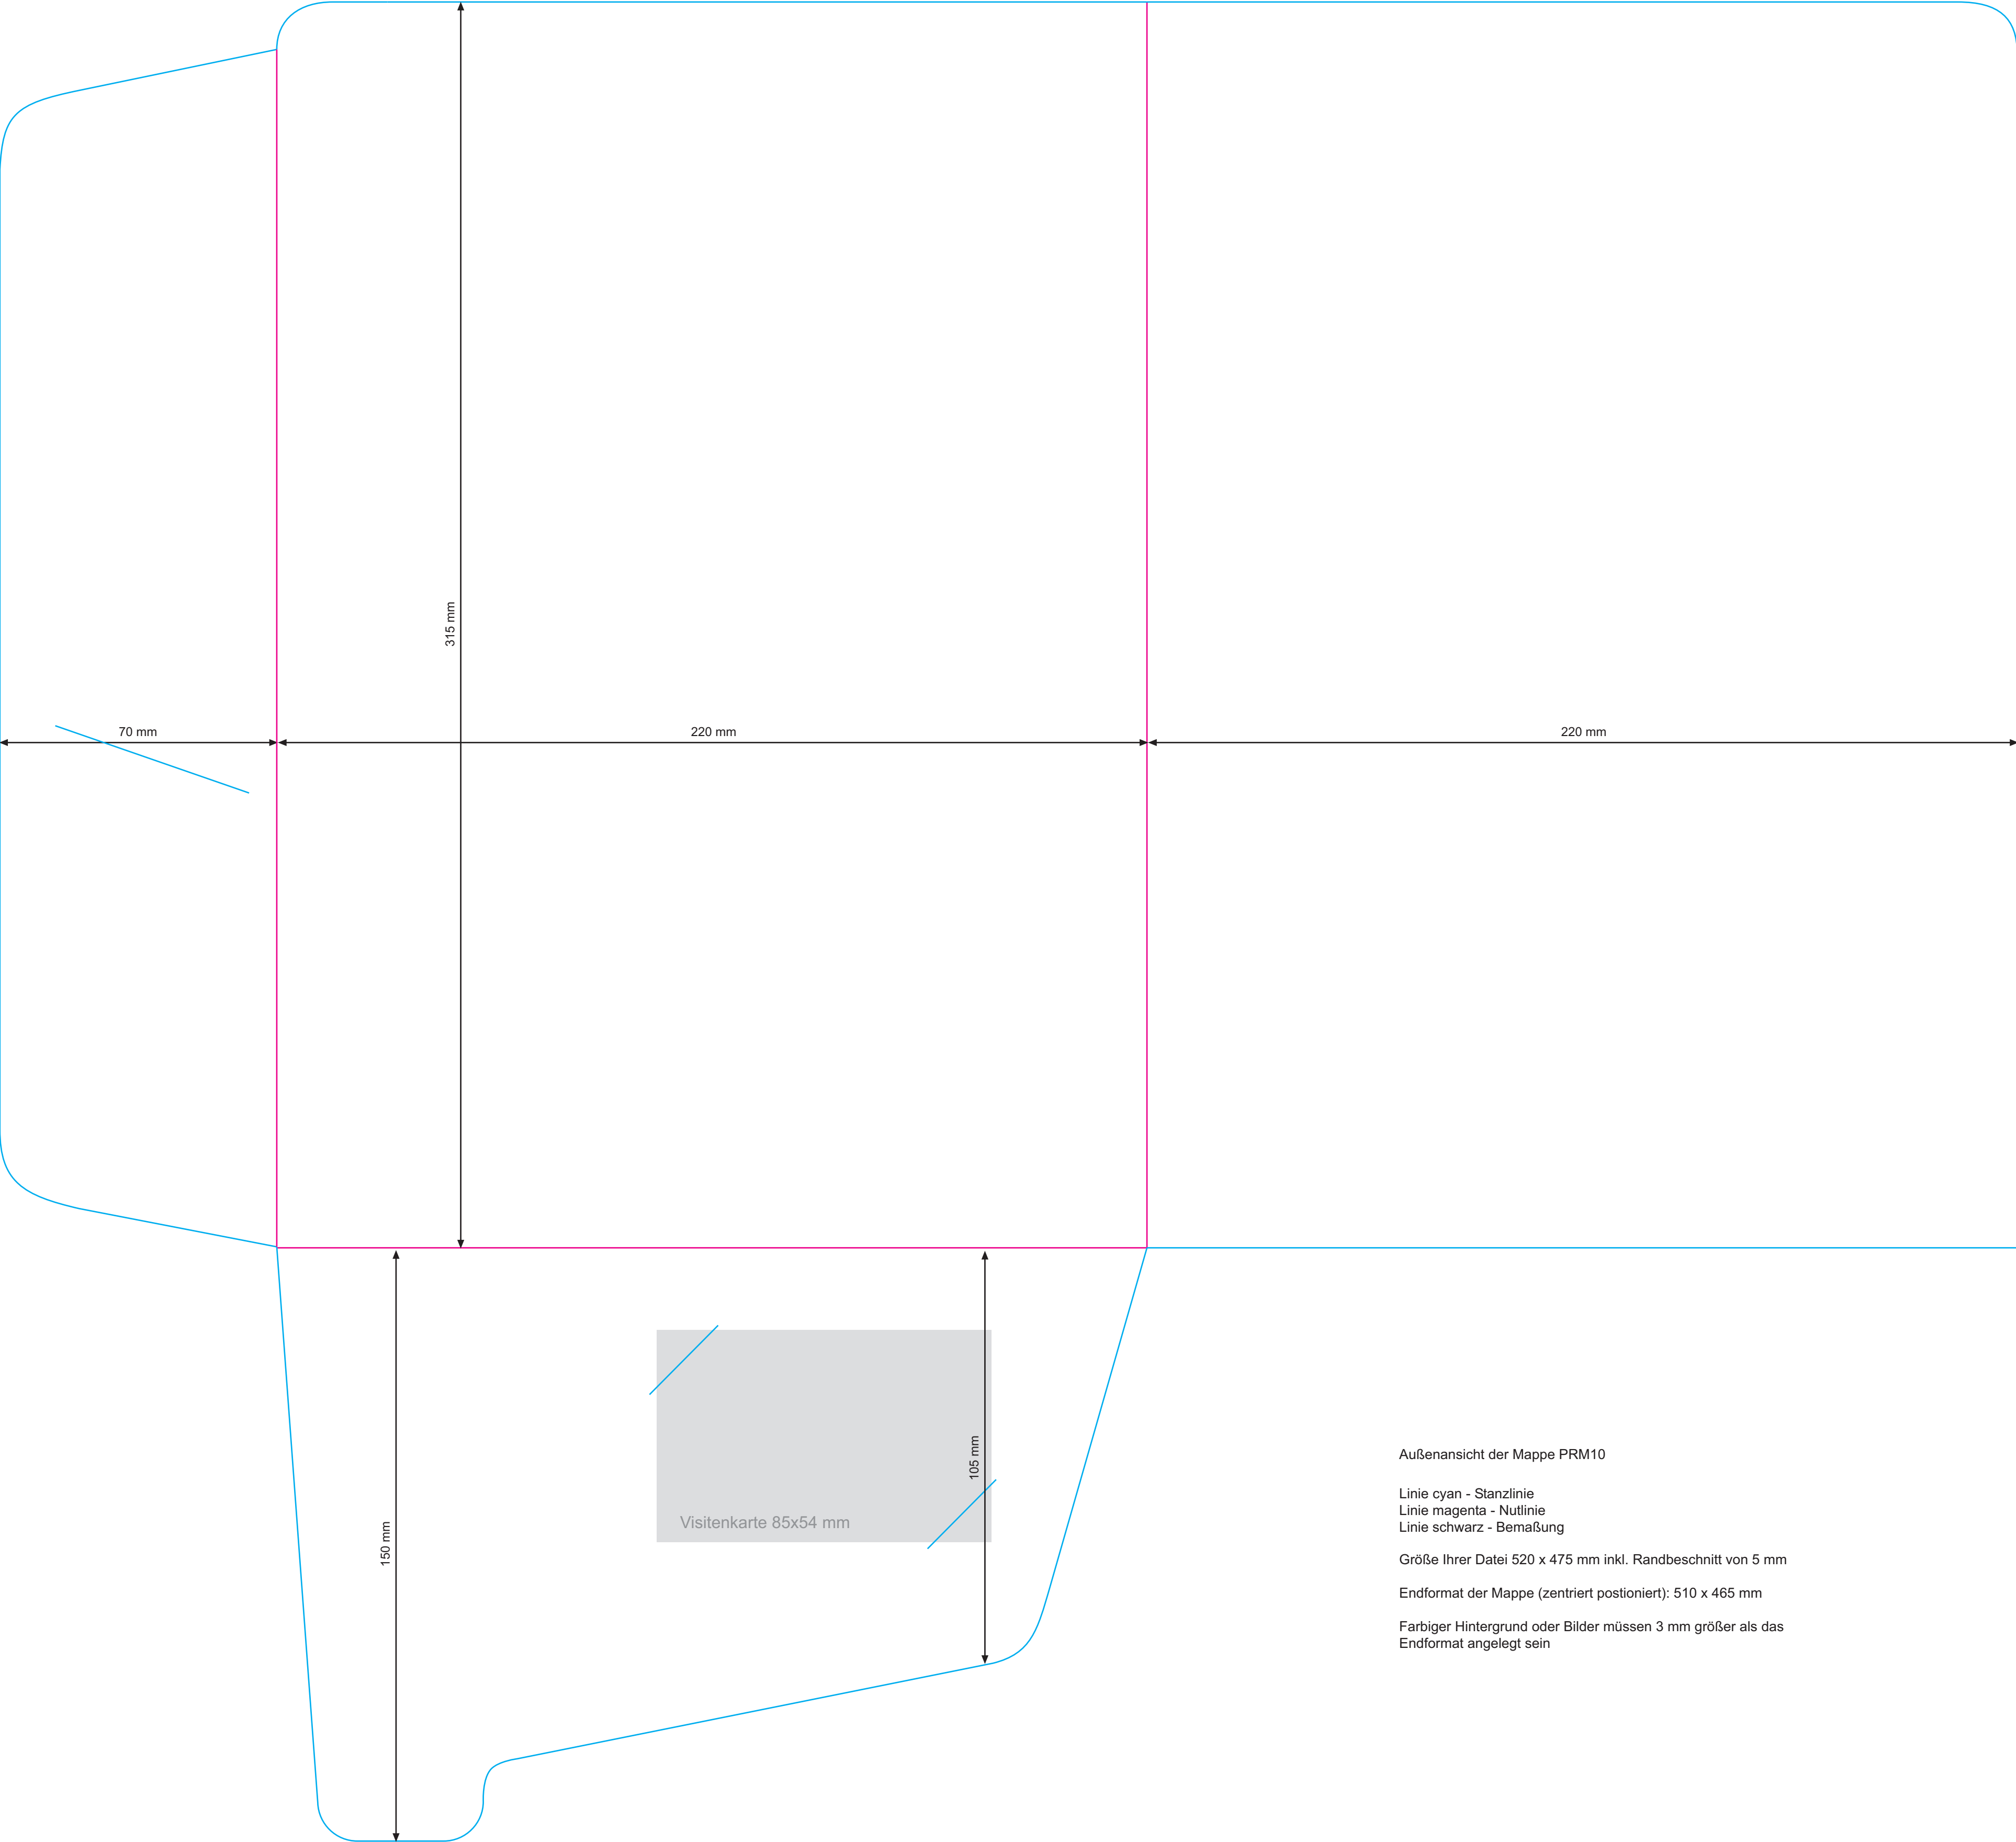 315 mm
70 mm
220 mm
220 mm
105 mm
150 mm
Visitenkarte 85x54 mm
Außenansicht der Mappe PRM10
Linie cyan - Stanzlinie
Linie magenta - Nutlinie
Linie schwarz - Bemaßung
Größe Ihrer Datei 520 x 475 mm inkl. Randbeschnitt von 5 mm
Endformat der Mappe (zentriert postioniert): 510 x 465 mm
Farbiger Hintergrund oder Bilder müssen 3 mm größer als das
Endformat angelegt sein